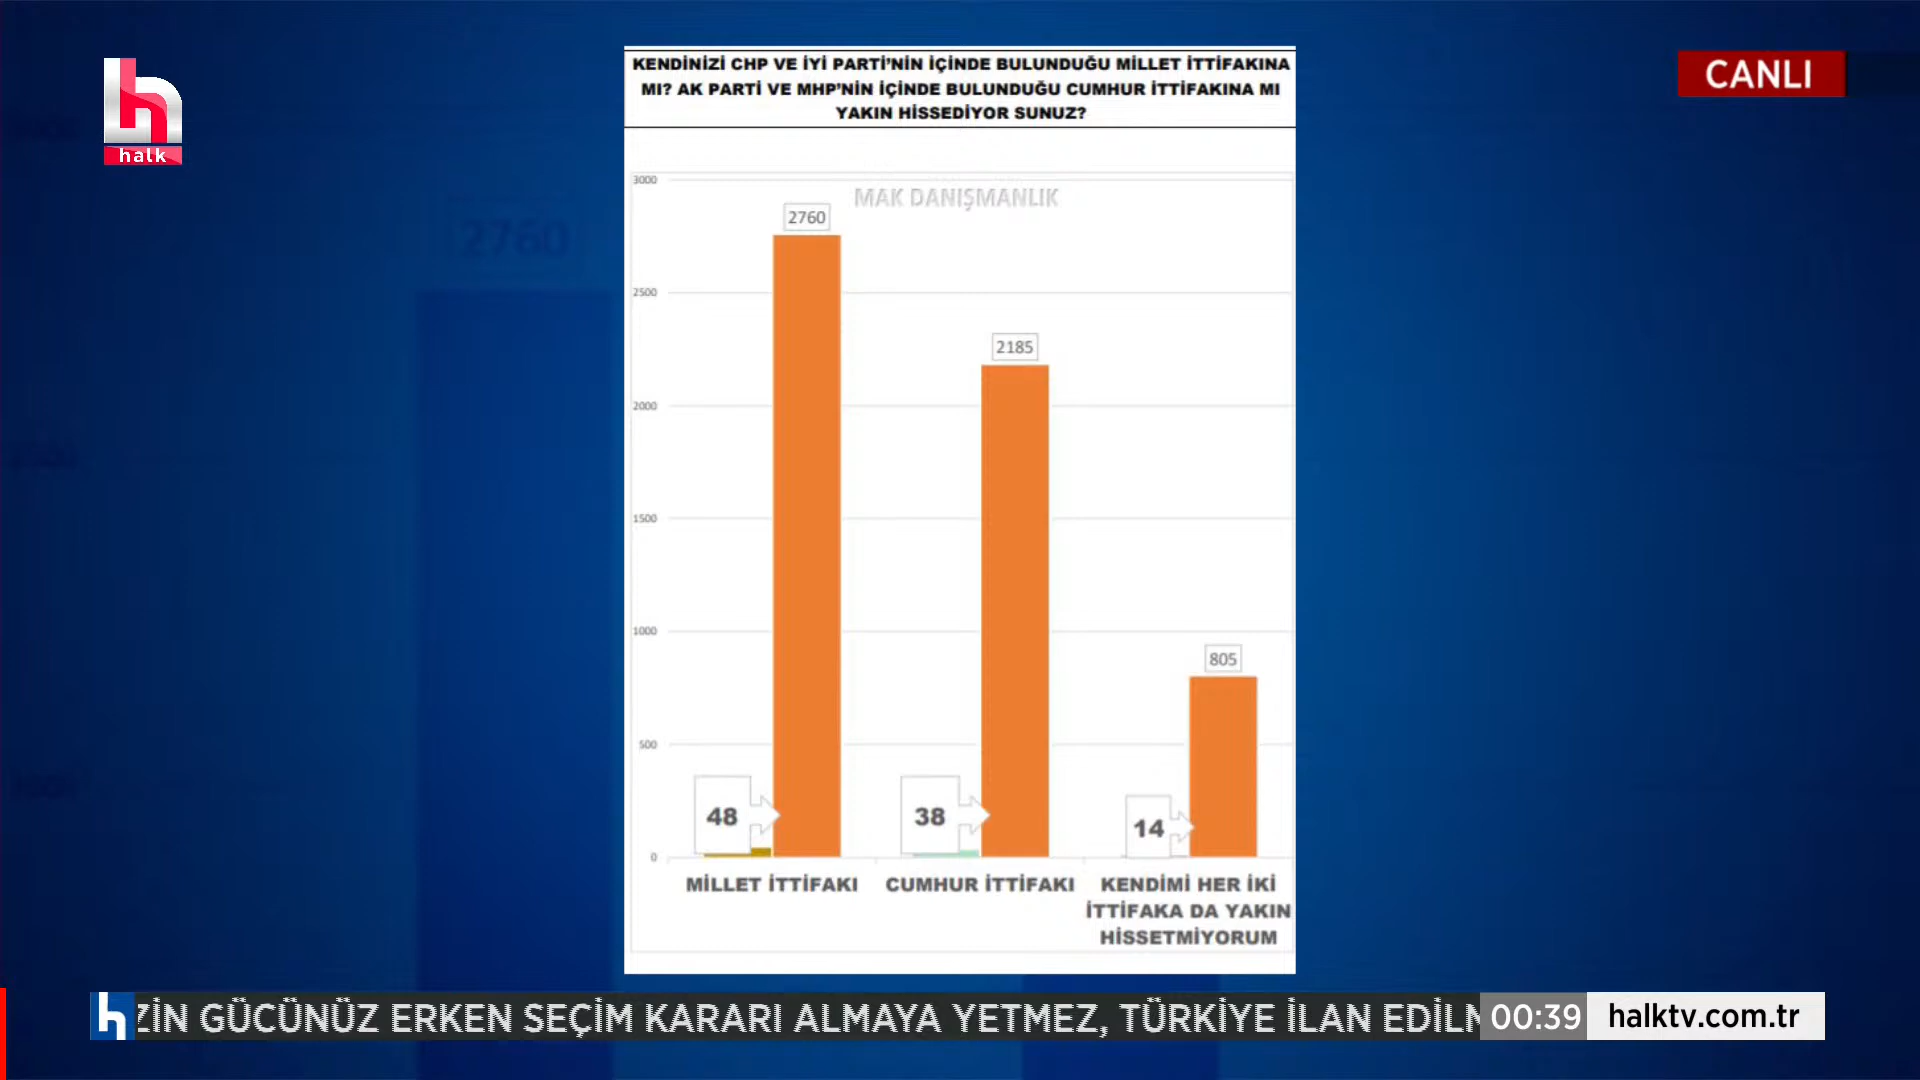 halk
CANLI
KENDİNİZİ CHP VE İYİ PARTİ'NİN İÇİNDE BULUNDUĞU MİLLET İTTİFAKINA
MI? AK PARTİ VE MHP'NİN İÇİNDE BULUNDUĞU CUMHUR İTTİFAKINA MI
YAKIN HİSSEDİYOR SUNUZ?
MAK DANIŞMANLIK
3000
2500
2000
1500
1000
500
0
2760
2185
805
48
38
14
MİLLET İTTİFAKI
CUMHUR İTTİFAKI
KENDİMİ HER İKİ
İTTİFAKA DA YAKIN
HİSSETMİYORUM
2760
ZİN GÜCÜNÜZ ERKEN SEÇİM KARARI ALMAYA YETMEZ, TÜRKİYE İLAN EDİLM
00:39
halktv.com.tr